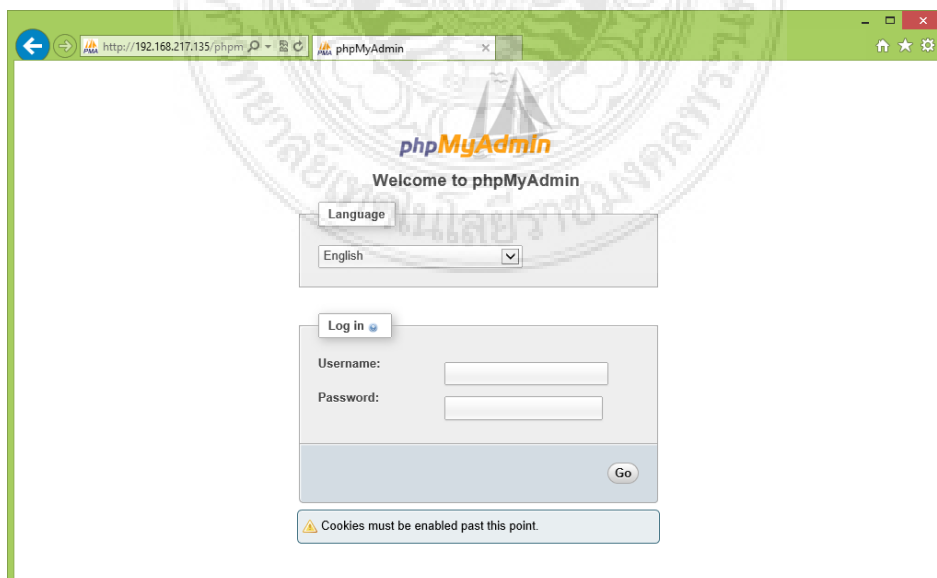 http://192.168.217.135/phpm
phpMyAdmin
phpMyAdmin
Welcome to phpMyAdmin
Language
English
Log in
Username:
Password:
Go
Cookies must be enabled past this point.